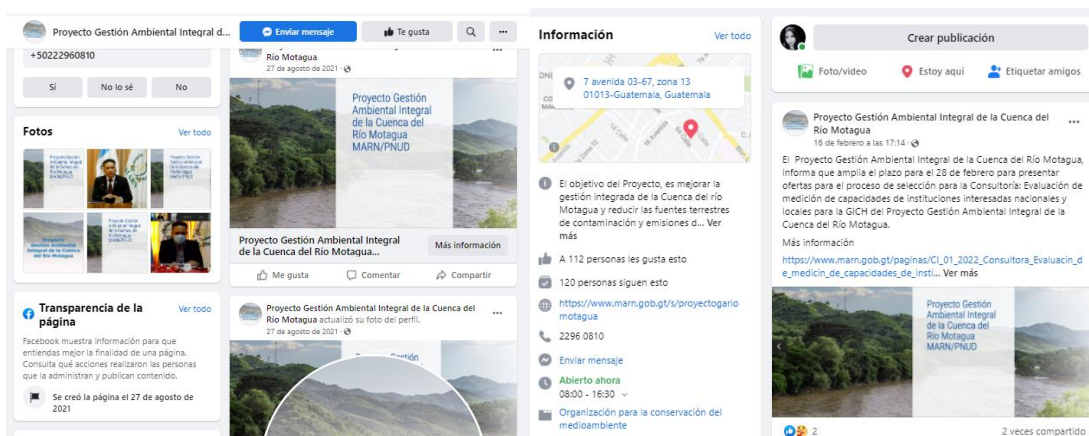 Proyecto Gestión Ambiental Integral d...
Enviar mensaje
Te gusta
+50222960810
Sí
No lo sé
No
Fotos
Ver todo
Transparencia de la página
Ver todo
Facebook muestra información para que
entiendas mejor la finalidad de una página.
Consulta qué acciones realizaron las personas
que la administran y publican contenido.
Se creó la página el 27 de agosto de
2021
Río Motagua
27 de agosto de 2021
Proyecto Gestión
Ambiental Integral
de la Cuenca del
Río Motagua
MARN/PNUD
Proyecto Gestión Ambiental Integral
de la Cuenca del Río Motagua...
Más información
Me gusta
Comentar
Compartir
Proyecto Gestión Ambiental Integral de la Cuenca del
Río Motagua actualizó su foto del perfil.
27 de agosto de 2021
Información
Ver todo
7 avenida 03-67, zona 13
01013-Guatemala, Guatemala
El objetivo del Proyecto, es mejorar la
gestión integrada de la Cuenca del río
Motagua y reducir las fuentes terrestres
de contaminación y emisiones d... Ver
más
A 112 personas les gusta esto
120 personas siguen esto
https://www.marn.gob.gt/s/proyectogario
motagua
2296 0810
Enviar mensaje
Abierto ahora
08:00 - 16:30
Organización para la conservación del
medioambiente
Crear publicación
Foto/video
Estoy aquí
Etiquetar amigos
Proyecto Gestión Ambiental Integral de la Cuenca del
Río Motagua
16 de febrero a las 17:14
El Proyecto Gestión Ambiental Integral de la Cuenca del Río Motagua,
informa que amplía el plazo para el 28 de febrero para presentar
ofertas para el proceso de selección para la Consultoría: Evaluación de
medición de capacidades de instituciones interesadas nacionales y
locales para la GICH del Proyecto Gestión Ambiental Integral de la
Cuenca del Río Motagua.
Más información
https://www.marn.gob.gt/paginas/CI_01_2022_Consultora_Evaluacin_d
e_medicin_de_capacidades_de_insti... Ver más
Proyecto Gestión
Ambiental Integral
de la Cuenca del
Río Motagua
MARN/PNUD
2
2 veces compartido